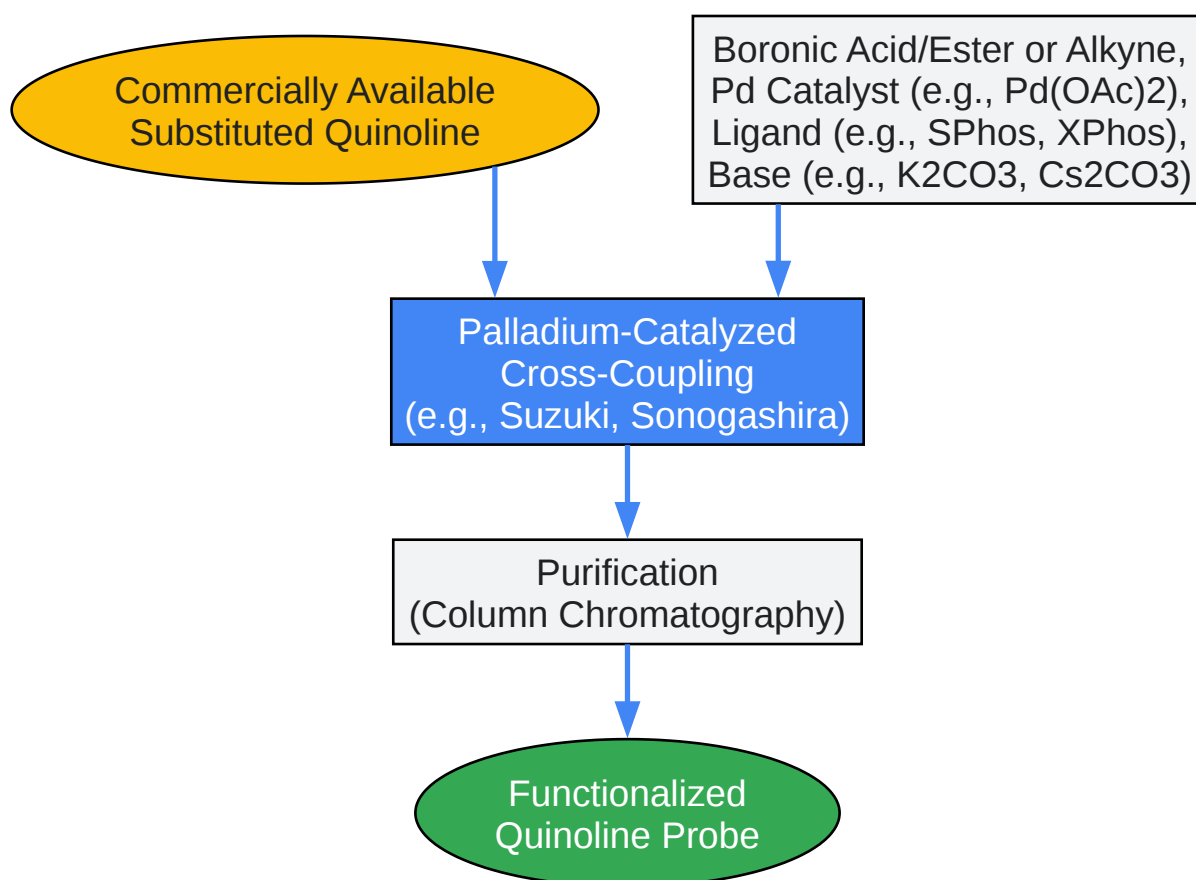 Commercially Available
Substituted Quinoline
Boronic Acid/Ester or Alkyne,
Pd Catalyst (e.g., Pd(OAc)2),
Ligand (e.g., SPhos, XPhos),
Base (e.g., K2CO3, Cs2CO3)
Palladium-Catalyzed
Cross-Coupling
(e.g., Suzuki, Sonogashira)
Purification
(Column Chromatography)
Functionalized
Quinoline Probe